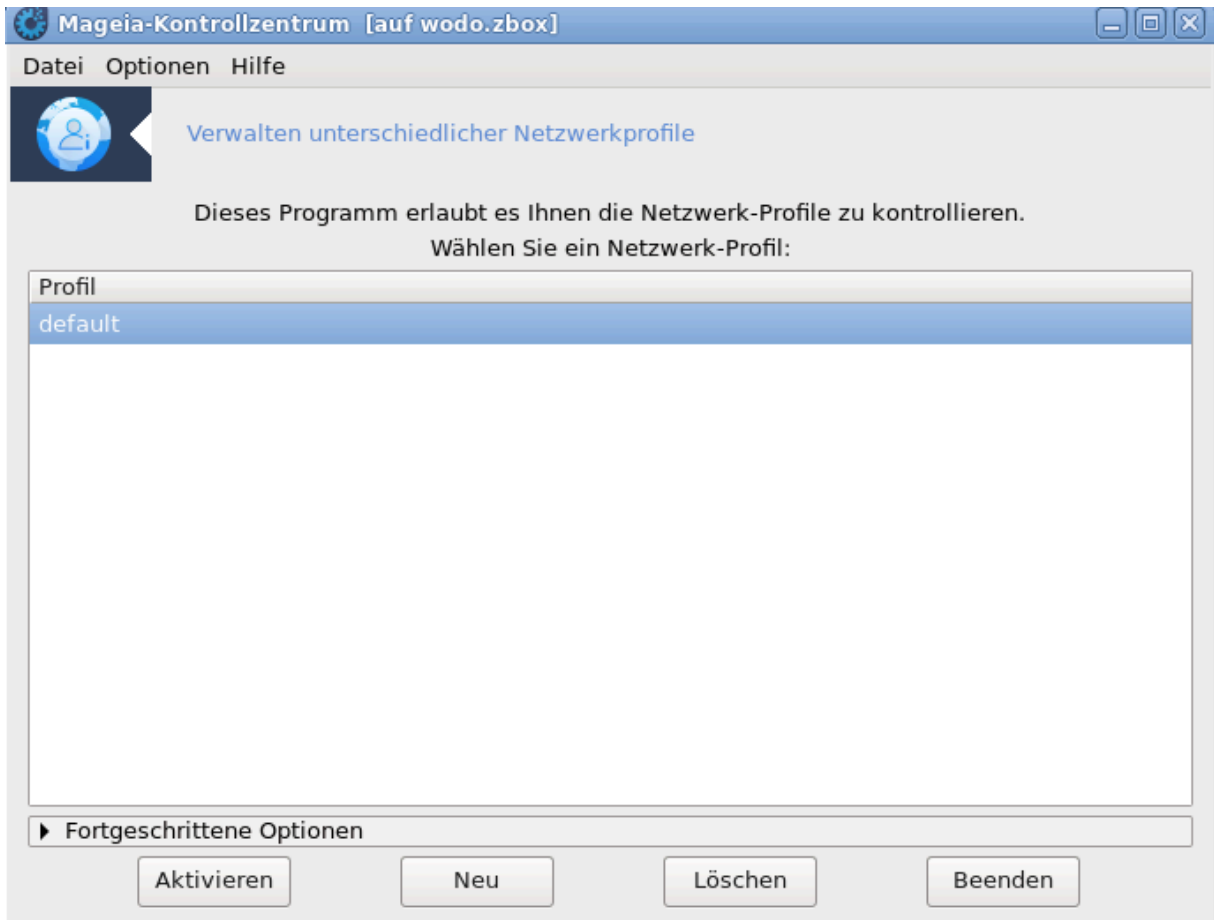 Mageia-Kontrollzentrum [auf wodo.zbox]
Datei Optionen Hilfe
Verwalten unterschiedlicher Netzwerkprofile
Dieses Programm erlaubt es Ihnen die Netzwerk-Profile zu kontrollieren.
Wählen Sie ein Netzwerk-Profil:
Profil
default
Fortgeschrittene Optionen
Aktivieren Neu Löschen Beenden